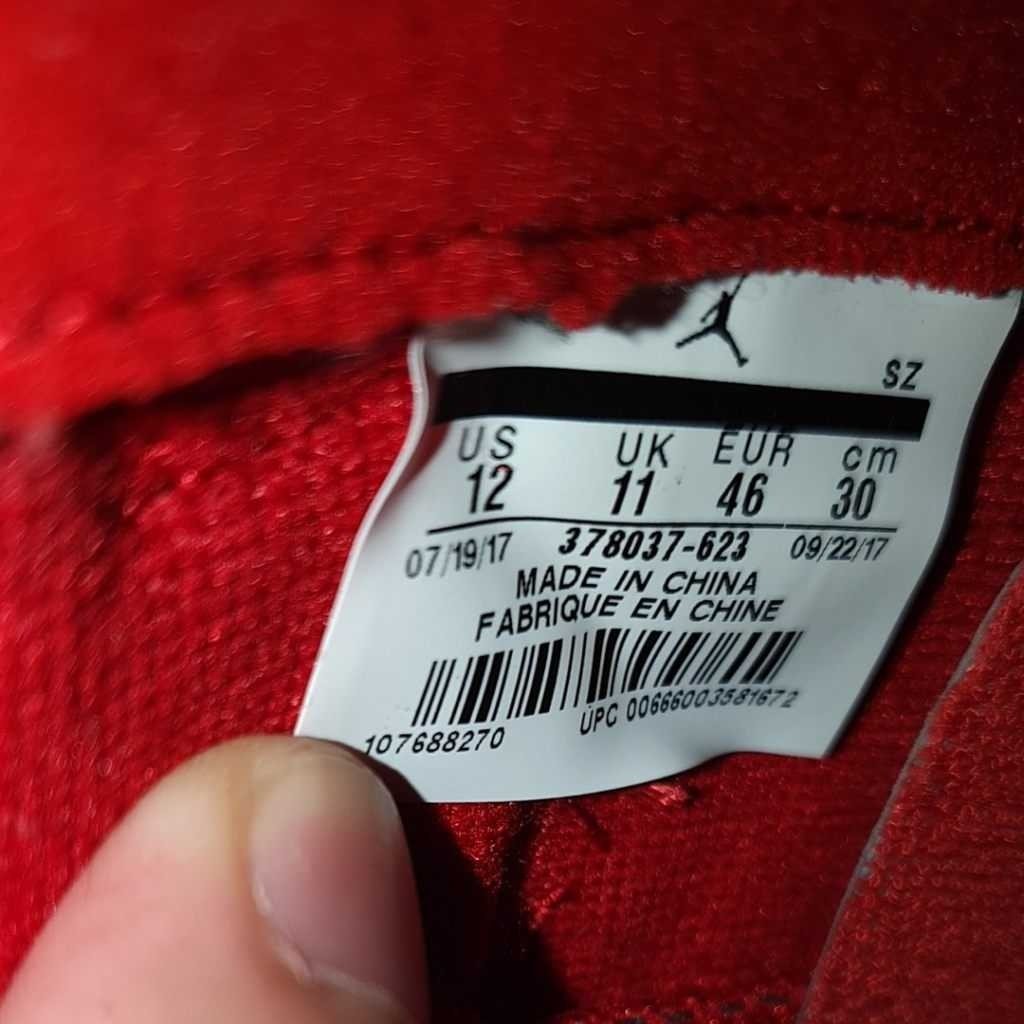 SZ
US UK EUR cm
12 11 46 30
07/19/17 378037-623 09/22/17
MADE IN CHINA
FABRIQUE EN CHINE
107688270 UPC 00666003581672